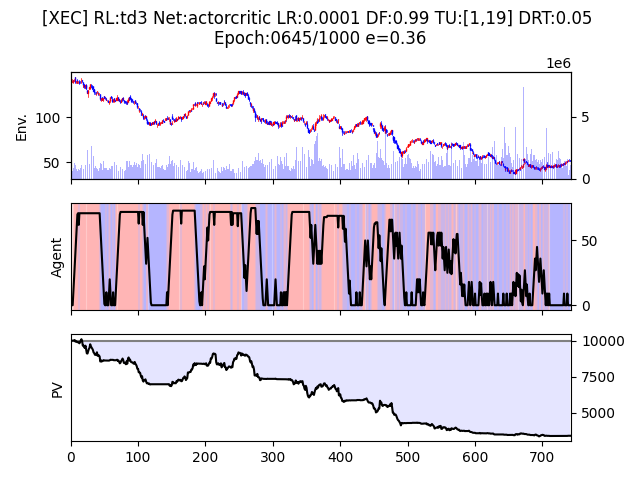 [XEC] RL:td3 Net:actorcritic LR:0.0001 DF:0.99 TU:[1,19] DRT:0.05
Epoch:0645/1000 e=0.36
1e6
Env.
100
50
5
0
Agent
50
0
PV
10000
7500
5000
0 100 200 300 400 500 600 700